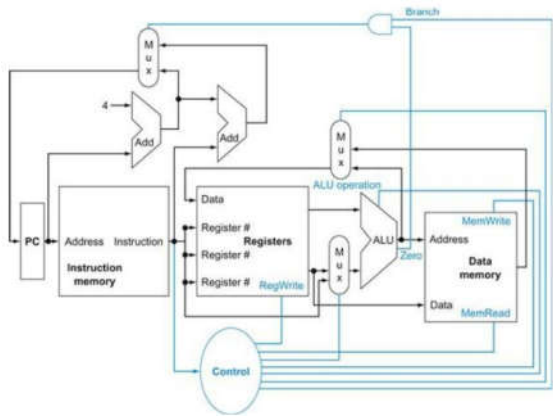 Branch
M
u
x
4
Add
Add
M
u
x
ALU operation
Data
Register #
Registers
Register #
Register #
RegWrite
PC
Address
Instruction
Instruction
memory
M
u
x
ALU
Zero
MemWrite
Address
Data
memory
Data
MemRead
Control